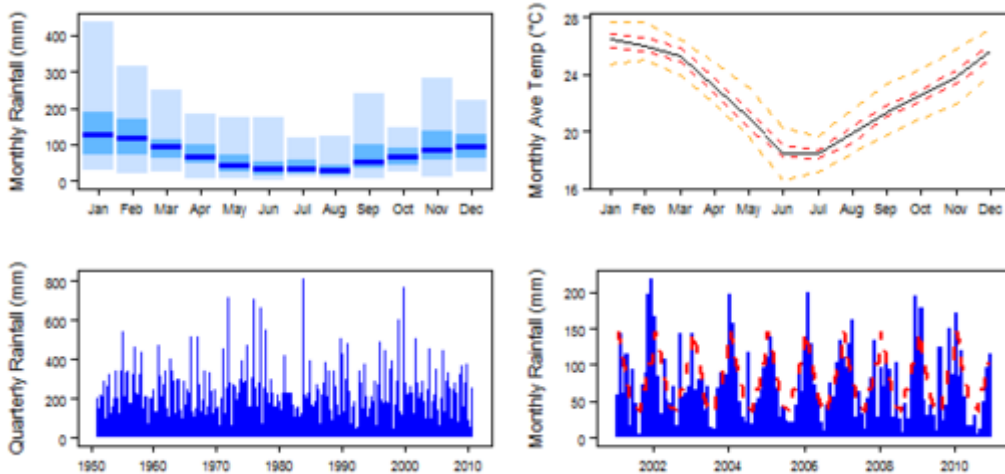 Monthly Rainfall (mm)
400
300
200
100
0
Jan Feb Mar Apr May Jun Jul Aug Sep Oct Nov Dec
Monthly Ave Temp (°C)
28
24
20
16
Jan Feb Mar Apr May Jun Jul Aug Sep Oct Nov Dec
Quarterly Rainfall (mm)
800
600
400
200
0
1950 1960 1970 1980 1990 2000 2010
Monthly Rainfall (mm)
200
150
100
50
0
2002 2004 2006 2008 2010